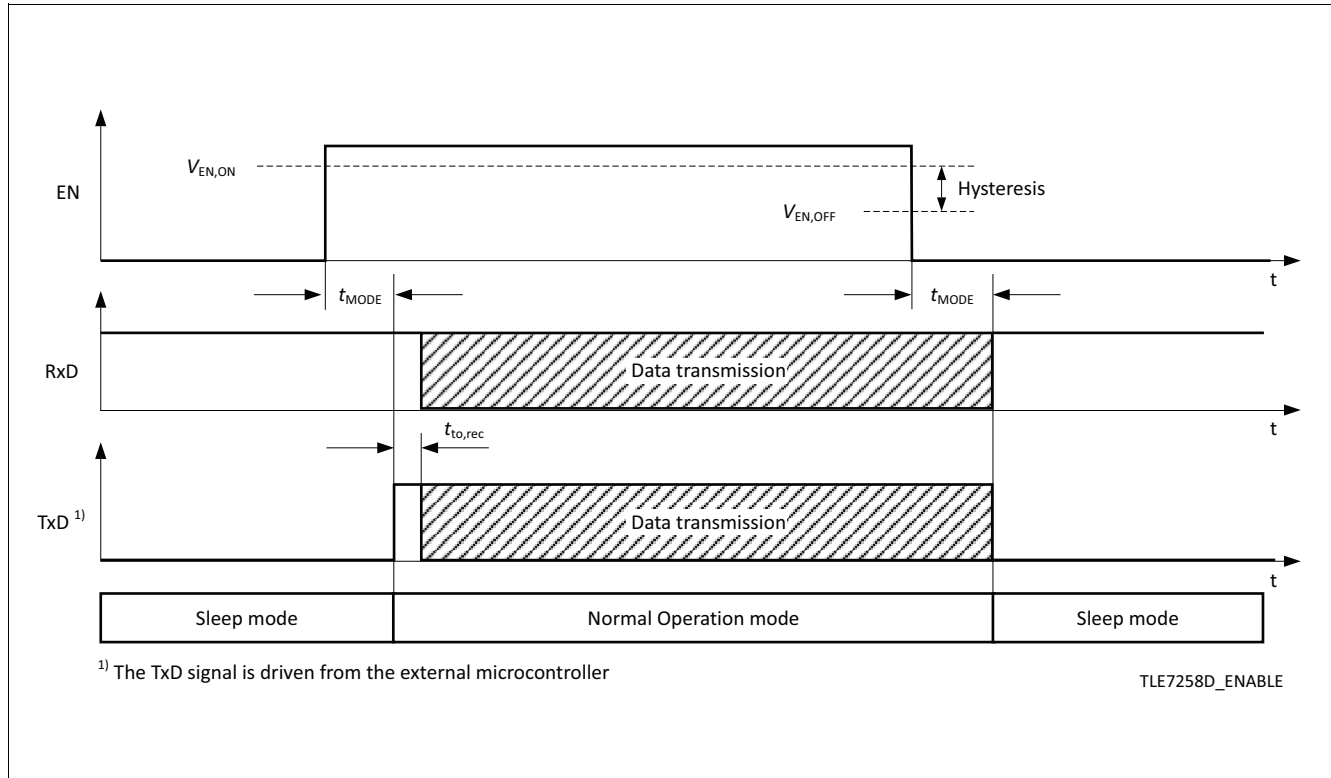 V_EN,ON
EN
Hysteresis
V_EN,OFF
t
t_MODE
t_MODE
RxD
Data transmission
t
t_to,rec
TxD 1)
Data transmission
t
Sleep mode
Normal Operation mode
Sleep mode
1) The TxD signal is driven from the external microcontroller
TLE7258D_ENABLE